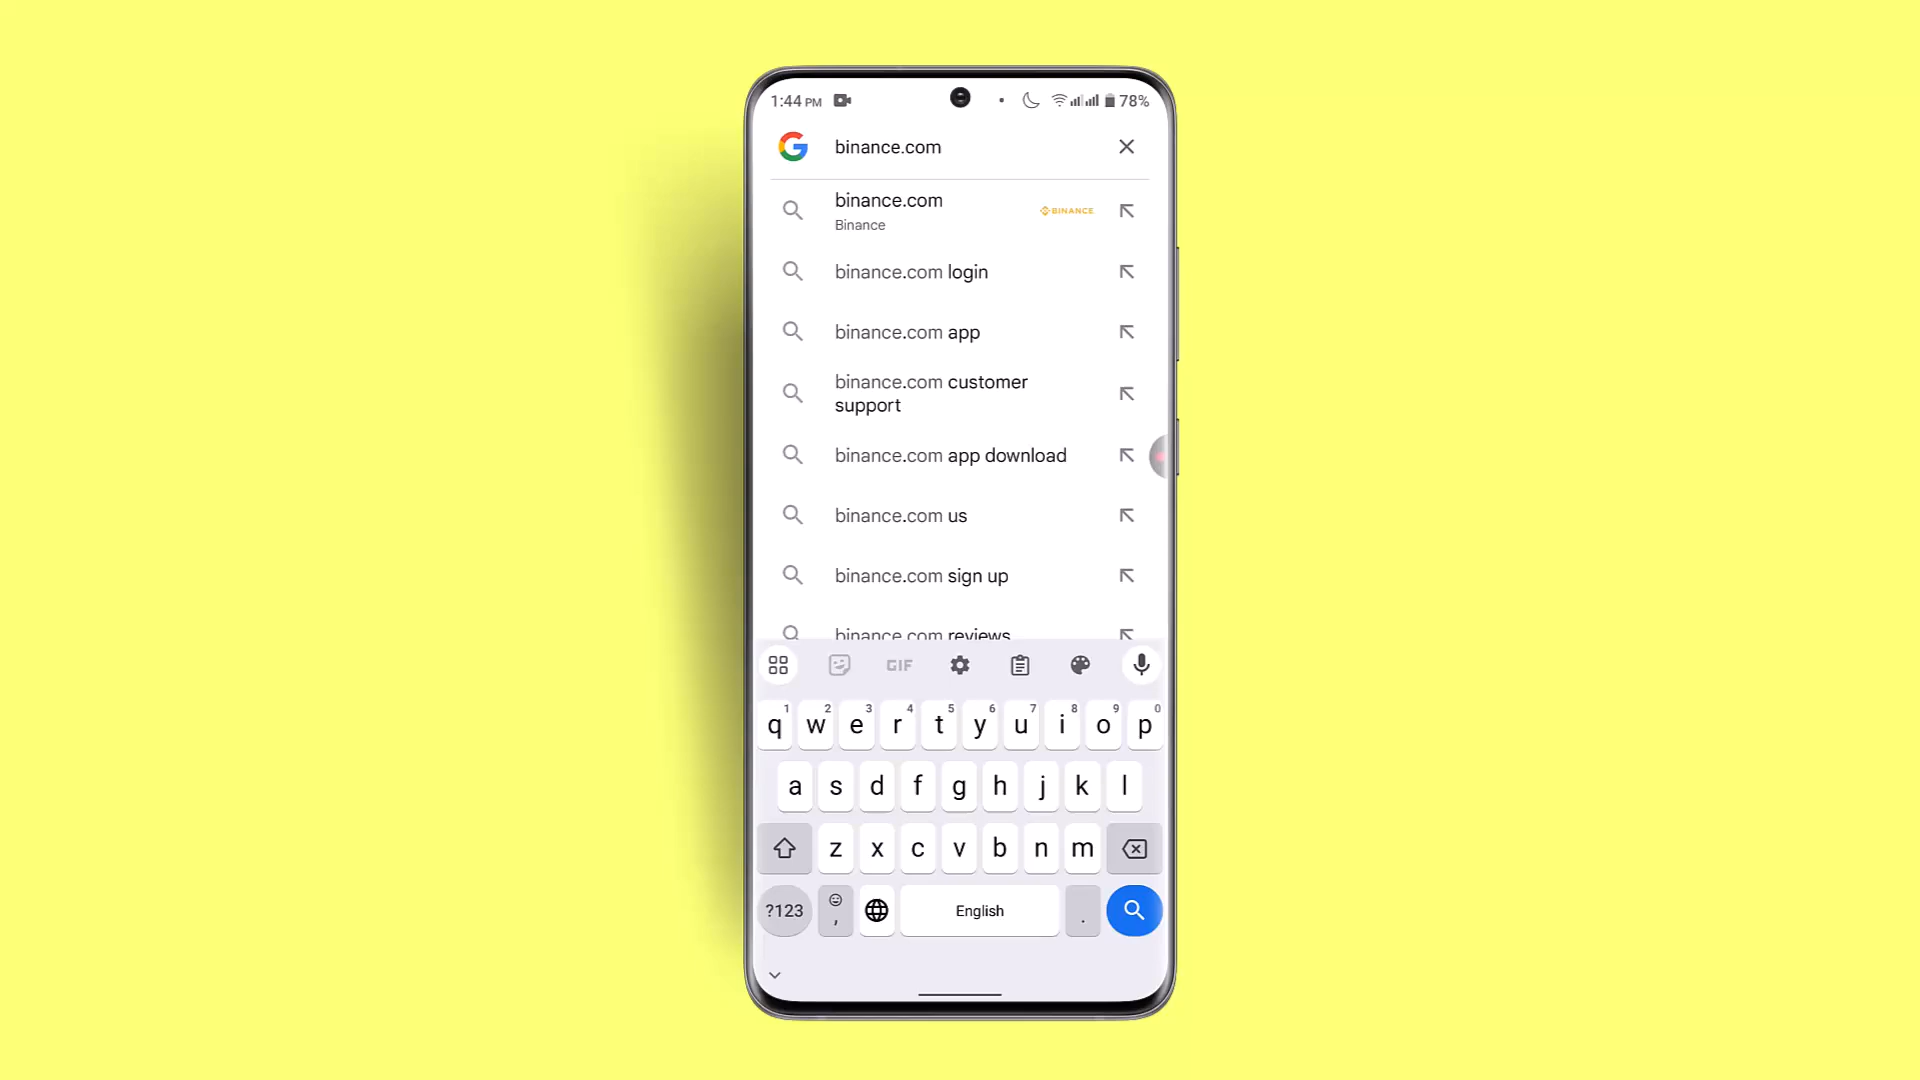 1:44 PM 78%
binance.com
binance.com
Binance
BINANCE
binance.com login
binance.com app
binance.com customer
support
binance.com app download
binance.com us
binance.com sign up
binance.com reviews
GIF
1 2 3 4 5 6 7 8 9 0
q w e r t y u i o p
a s d f g h j k l
z x c v b n m
?123 , English .